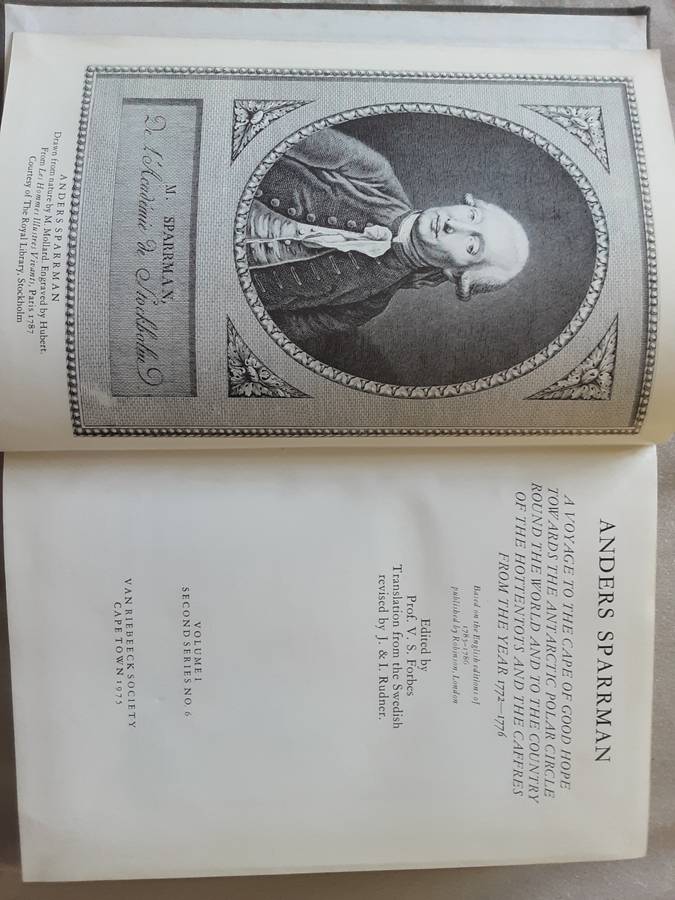 M. SPARRMAN,
De l'Académie de Stockholm
ANDERS SPARRMAN
Drawn from nature by M. Mollard. Engraved by Hubert.
From Les Hommes Illustres Vivants, Paris 1787
Courtesy of The Royal Library, Stockholm
ANDERS SPARRMAN
A VOYAGE TO THE CAPE OF GOOD HOPE
TOWARDS THE ANTARCTIC POLAR CIRCLE
ROUND THE WORLD AND TO THE COUNTRY
OF THE HOTTENTOTS AND THE CAFFRES
FROM THE YEAR 1772—1776
Based on the English editions of
1785–1786
published by Robinson, London
Edited by
Prof. V. S. Forbes
Translation from the Swedish
revised by J. & I. Rudner.
VOLUME I
SECOND SERIES NO. 6
VAN RIEBEECK SOCIETY
CAPE TOWN 1975